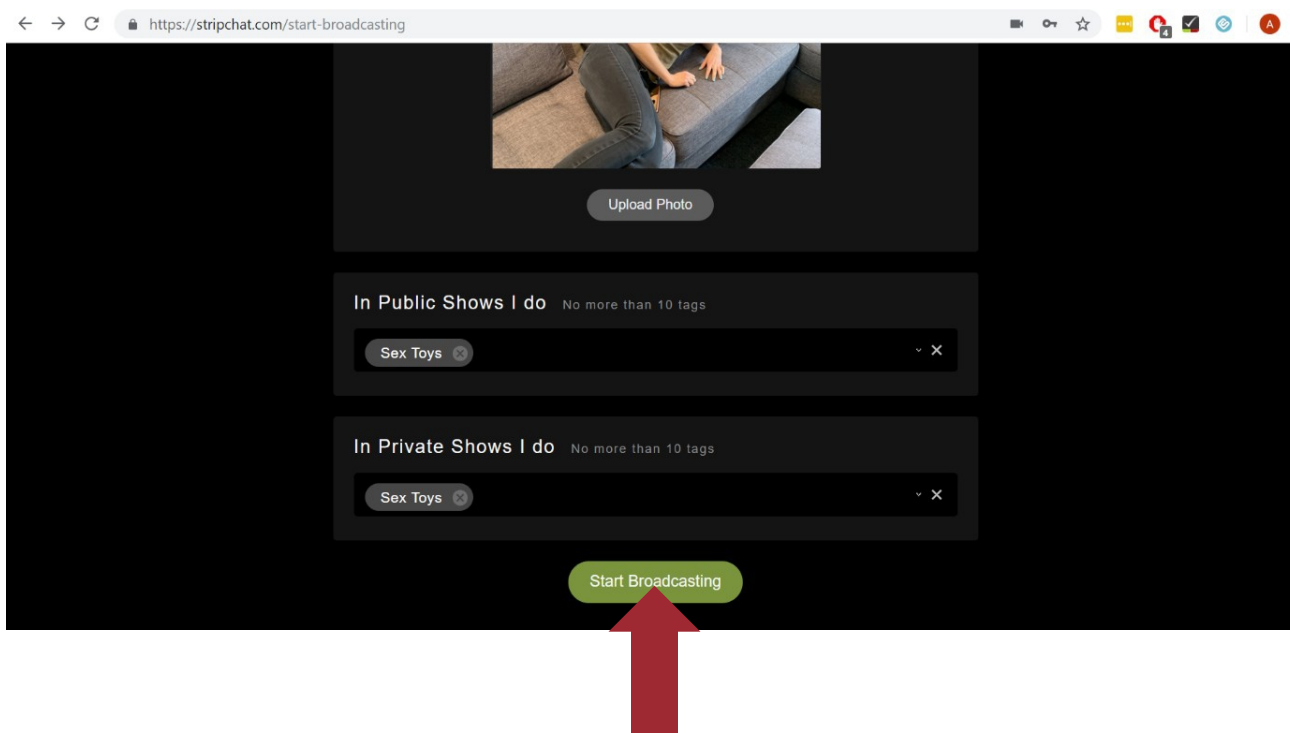 https://stripchat.com/start-broadcasting
4
A
Upload Photo
In Public Shows I do No more than 10 tags
Sex Toys
In Private Shows I do No more than 10 tags
Sex Toys
Start Broadcasting